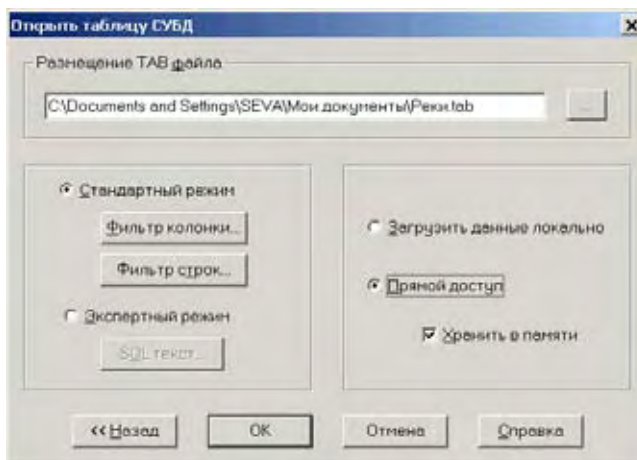 Открыть таблицу СУБД
Размещение TAB файла
C:\Documents and Settings\SEVA\Мои документы\Реки.tab
...
Стандартный режим
Фильтр колонки...
Фильтр строк...
Экспертный режим
SQL текст...
Загрузить данные локально
Прямой доступ
Хранить в памяти
<< Назад
OK
Отмена
Справка